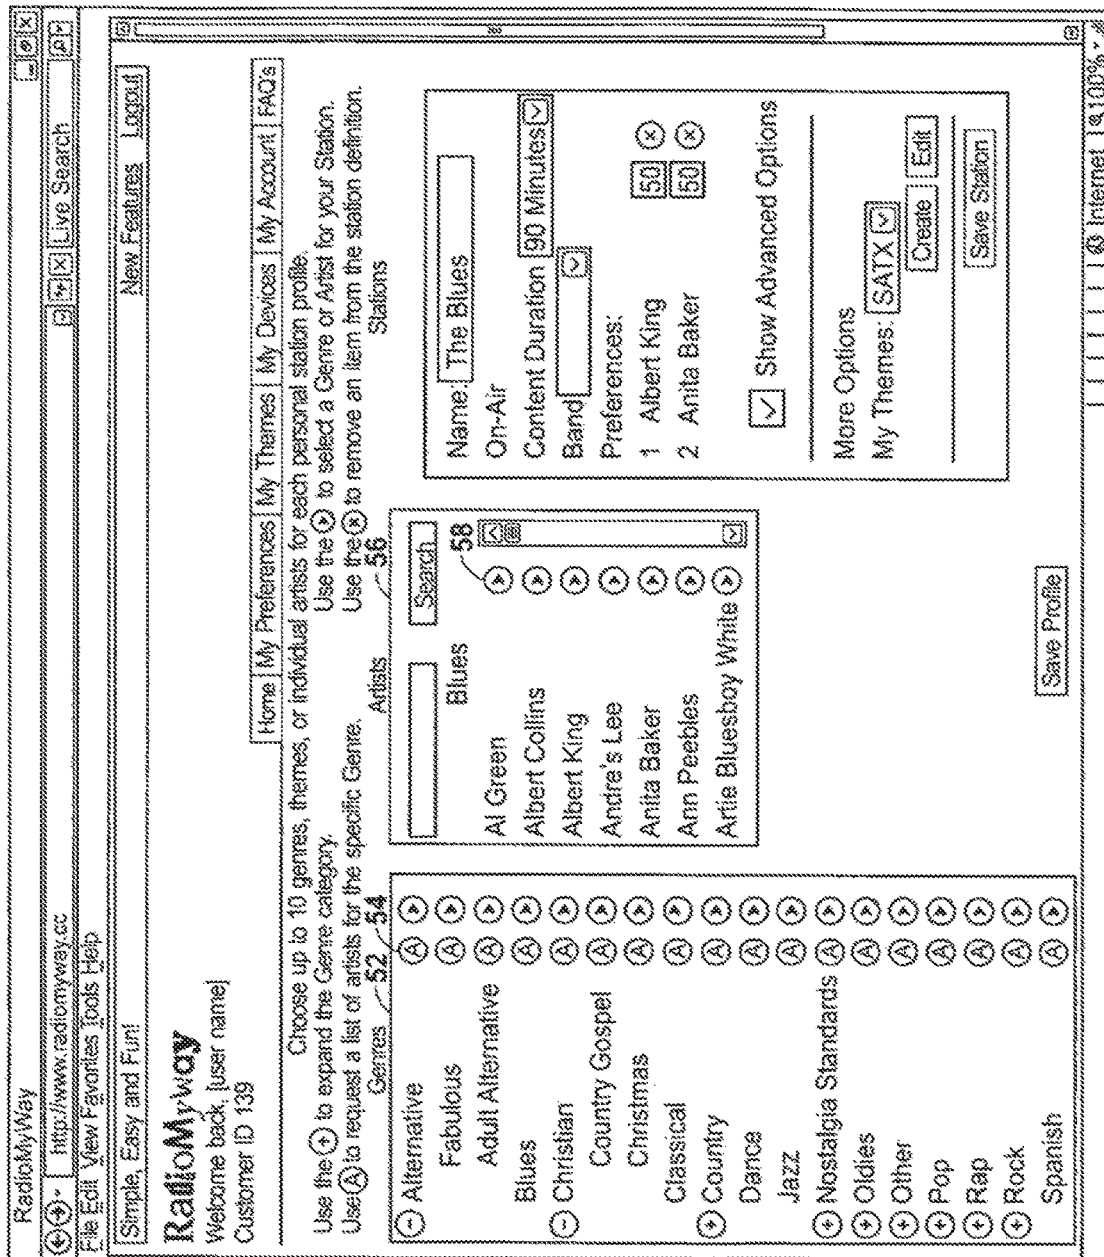 RadioMyWay
http://www.radiomyway.cc
Live Search
File Edit View Favorites Tools Help
Simple, Easy and Fun!
New Features Logout
RadioMyWay
Welcome back, [user name]
Customer ID 139
Home | My Preferences | My Themes | My Devices | My Account | FAQ's
Choose up to 10 genres, themes, or individual artists for each personal station profile.
Use the + to expand the Genre category.
Use the to select a Genre or Artist for your Station.
Use A to request a list of artists for the specific Genre.
Use the x to remove an item from the station definition.
Genres 52 54
Alternative A
Fabulous A
Adult Alternative A
Blues A
Christian A
Country Gospel A
Christmas A
Classical A
Country A
Dance A
Jazz A
Nostalgia Standards A
Oldies A
Other A
Pop A
Rap A
Rock A
Spanish A
Artists 56
Search
Blues
58
Al Green
Albert Collins
Albert King
Andre's Lee
Anita Baker
Ann Peebles
Artie Bluesboy White
Stations
Name: The Blues
On-Air
Content Duration 90 Minutes
Band
Preferences:
1 Albert King 50 x
2 Anita Baker 50 x
Show Advanced Options
More Options
My Themes: SATX
Create Edit
Save Station
Save Profile
Internet 100%